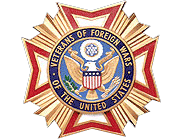 VETERANS OF FOREIGN WARS
OF THE UNITED STATES